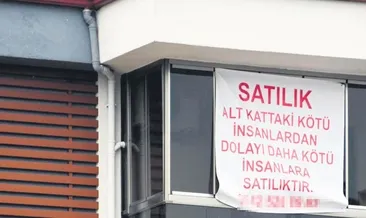 SATILIK
ALT KATTAKİ KÖTÜ
İNSANLARDAN
DOLAYI DAHA KÖTÜ
İNSANLARA
SATILIKTIR.